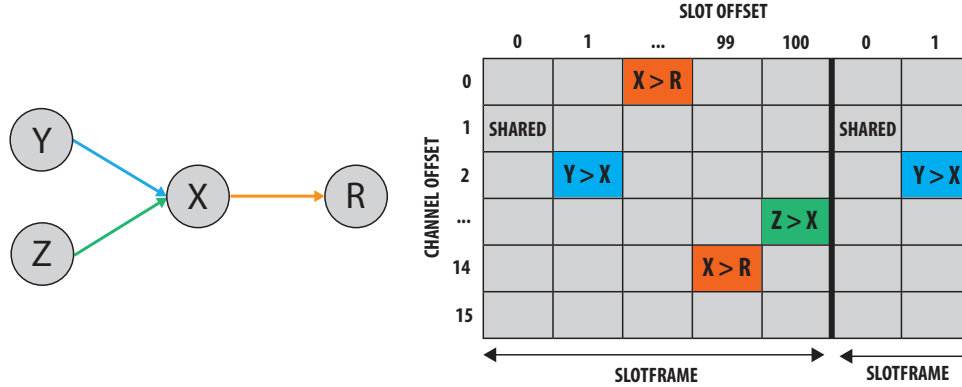 Y
Z
X
R
SLOT OFFSET
0 1 ... 99 100 0 1
CHANNEL OFFSET
0 X > R
1 SHARED SHARED
2 Y > X Y > X
... Z > X
14 X > R
15
SLOTFRAME SLOTFRAME